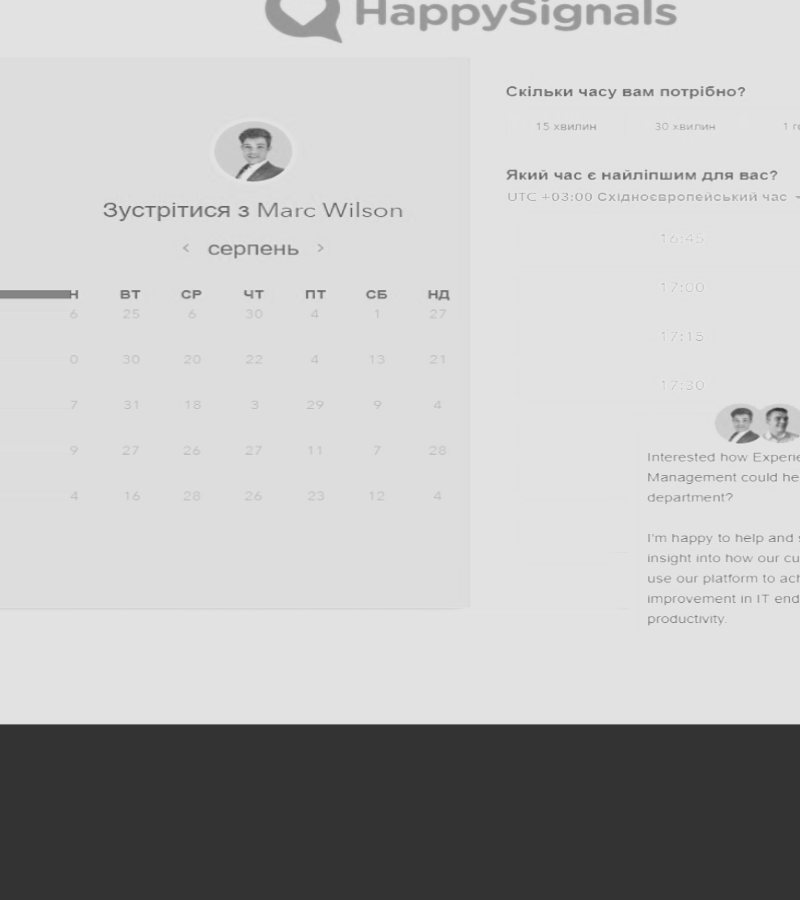 HappySignals
Зустрітися з Marc Wilson
< серпень >
Н ВТ СР ЧТ ПТ СБ НД
6 25 6 30 4 1 27
0 30 20 22 4 13 21
7 31 18 3 29 9 4
9 27 26 27 11 7 28
4 16 28 26 23 12 4
Скільки часу вам потрібно?
15 хвилин 30 хвилин 1
Який час є найліпшим для вас?
UTC +03:00 Східноєвропейський час
16:45
17:00
17:15
17:30
Interested how Experie
Management could he
department?
I'm happy to help and s
insight into how our cu
use our platform to ach
improvement in IT end
productivity.